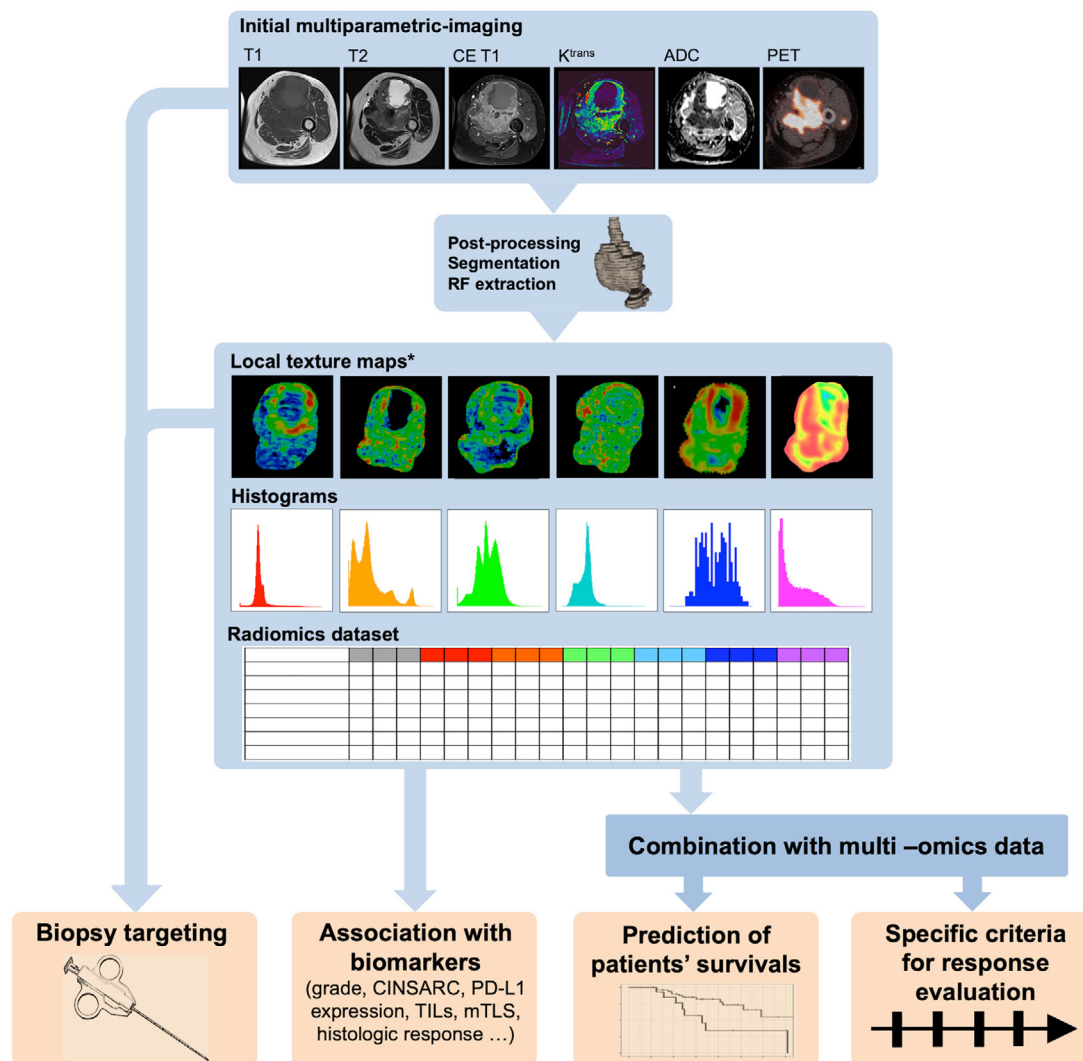 Initial multiparametric-imaging
T1 T2 CE T1 Ktrans ADC PET
Post-processing
Segmentation
RF extraction
Local texture maps*
Histograms
Radiomics dataset
Combination with multi –omics data
Biopsy targeting
Association with
biomarkers
(grade, CINSARC, PD-L1
expression, TILs, mTLS,
histologic response ...)
Prediction of
patients' survivals
Specific criteria
for response
evaluation